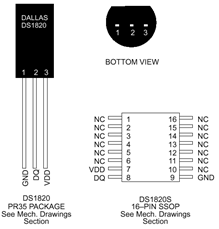 DALLAS
DS1820
1 2 3
GND
DQ
VDD
DS1820
PR35 PACKAGE
See Mech. Drawings
Section
1 2 3
BOTTOM VIEW
NC 1 16 NC
NC 2 15 NC
NC 3 14 NC
NC 4 13 NC
NC 5 12 NC
NC 6 11 NC
VDD 7 10 NC
DQ 8 9 GND
DS1820S
16–PIN SSOP
See Mech. Drawings
Section